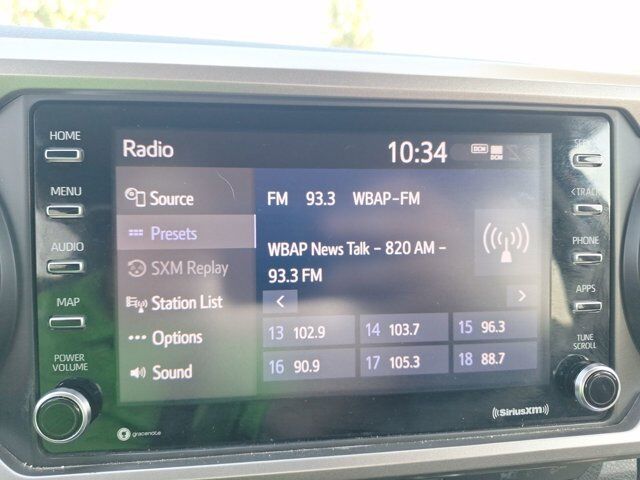 HOME
MENU
AUDIO
MAP
POWER
VOLUME
Radio
10:34
DCM
DCM
Source
Presets
SXM Replay
Station List
Options
Sound
FM 93.3 WBAP-FM
WBAP News Talk - 820 AM -
93.3 FM
< >
13 102.9 14 103.7 15 96.3
16 90.9 17 105.3 18 88.7
<TRACK
PHONE
APPS
TUNE
SCROLL
gracenote
((SiriusXM))